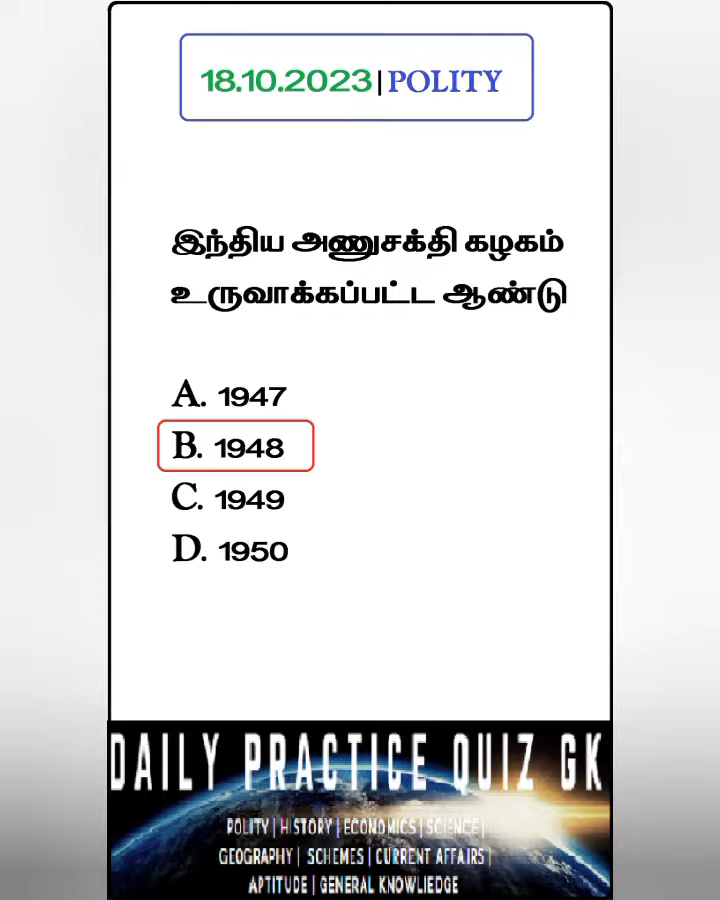 18.10.2023|POLITY
இந்திய அணுசக்தி கழகம்
உருவாக்கப்பட்ட ஆண்டு
A. 1947
B. 1948
C. 1949
D. 1950
DAILY PRACTICE QUIZ GK
POLITY | HISTORY | ECONOMICS | SCIENCE |
GEOGRAPHY | SCHEMES | CURRENT AFFAIRS |
APTITUDE | GENERAL KNOWLIEDGE